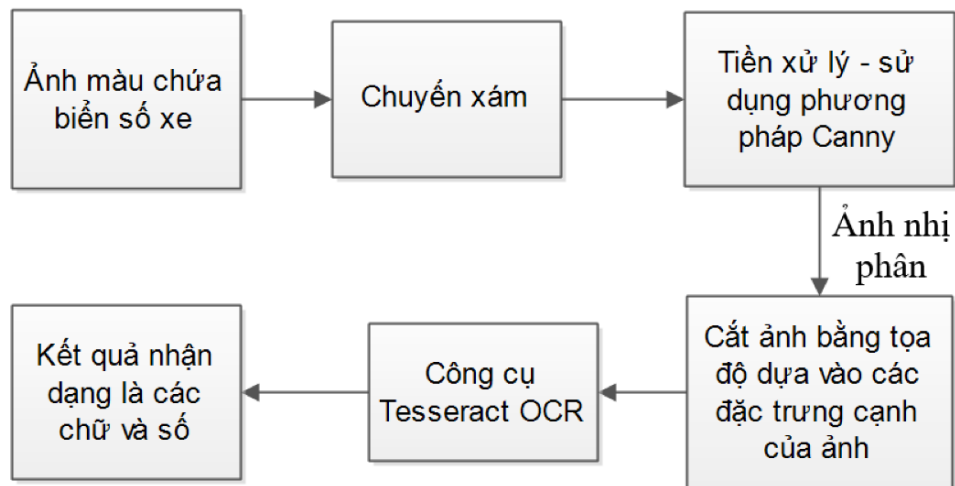 Ảnh màu chứa
biển số xe
Chuyển xám
Tiền xử lý - sử
dụng phương
pháp Canny
Ảnh nhị
phân
Cắt ảnh bằng tọa
độ dựa vào các
đặc trưng cạnh
của ảnh
Công cụ
Tesseract OCR
Kết quả nhận
dạng là các
chữ và số